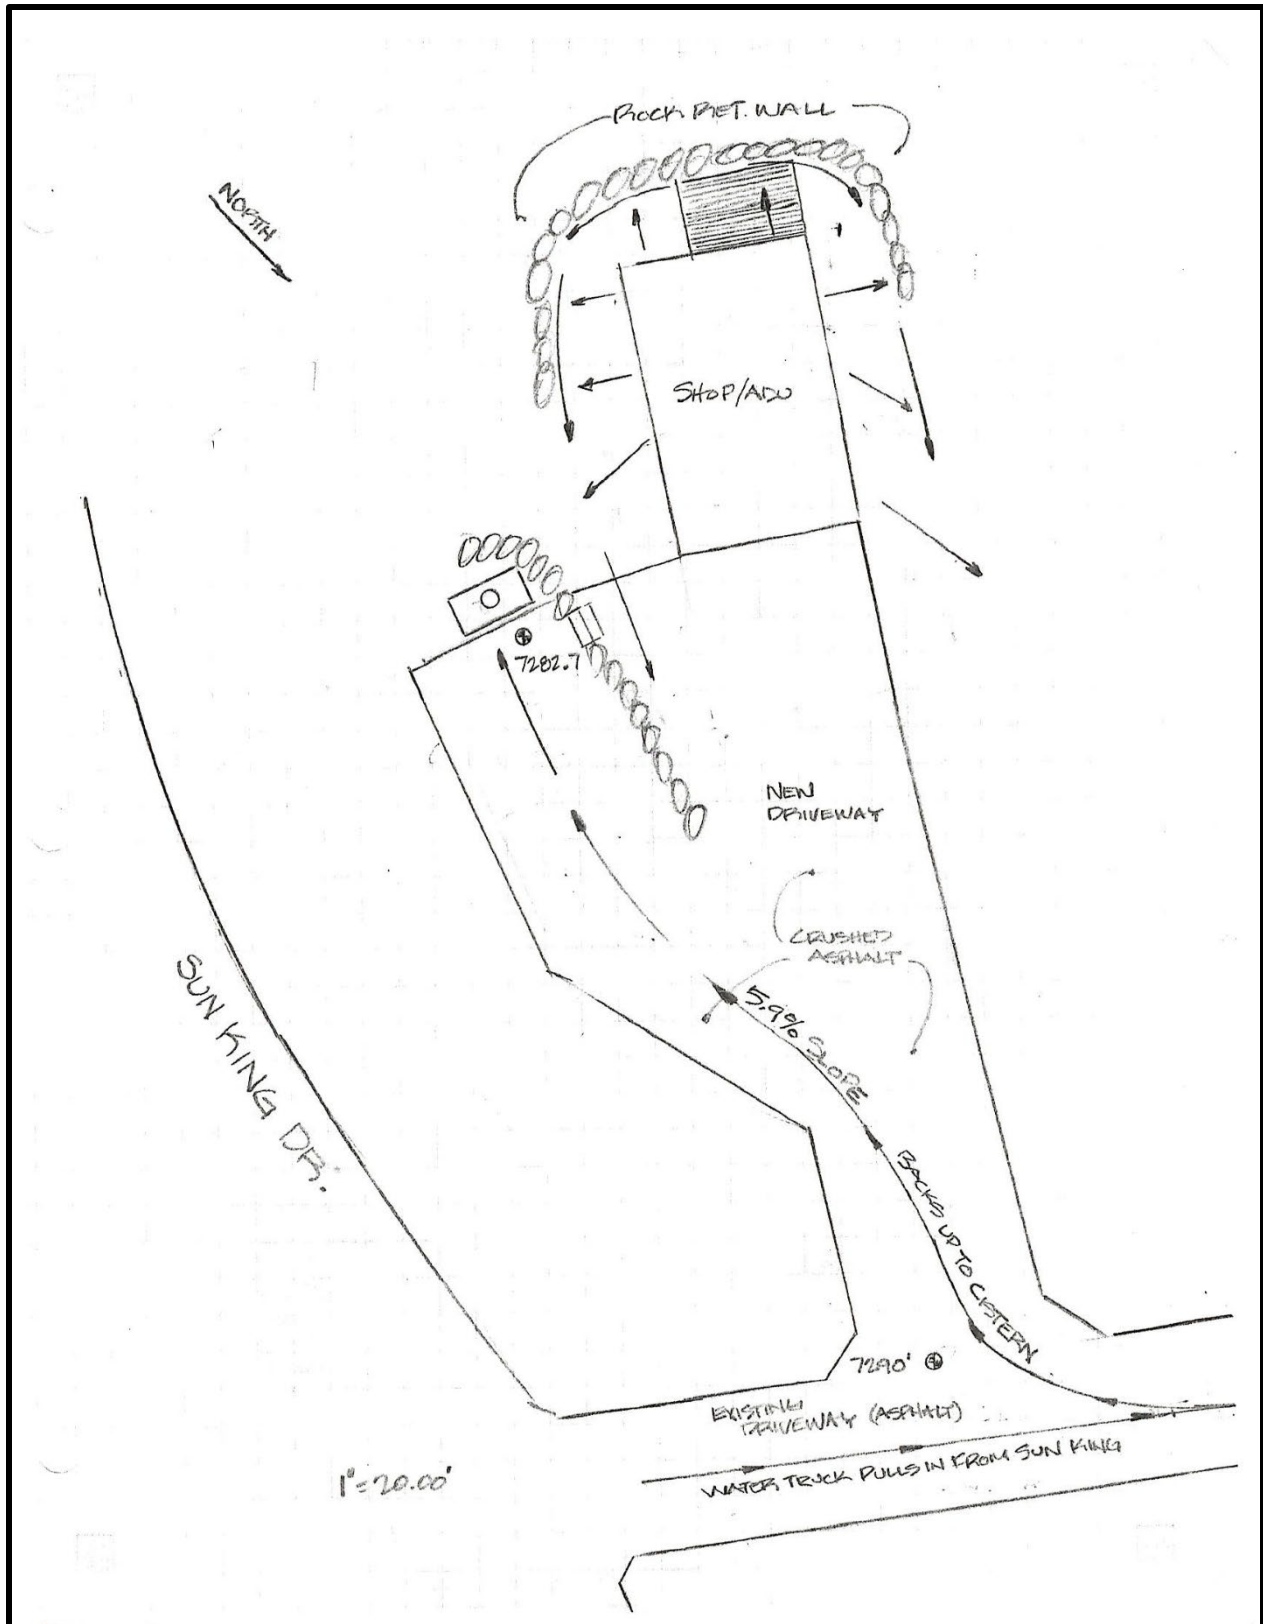 ROCK RET. WALL
NORTH
SHOP/ADU
7282.7
NEW
DRIVEWAY
CRUSHED
ASPHALT
5.9% SLOPE
SUN KING DR.
BACKS UP TO CISTERN
7290'
EXISTING
DRIVEWAY (ASPHALT)
WATER TRUCK PULLS IN FROM SUN KING
1"=20.00'